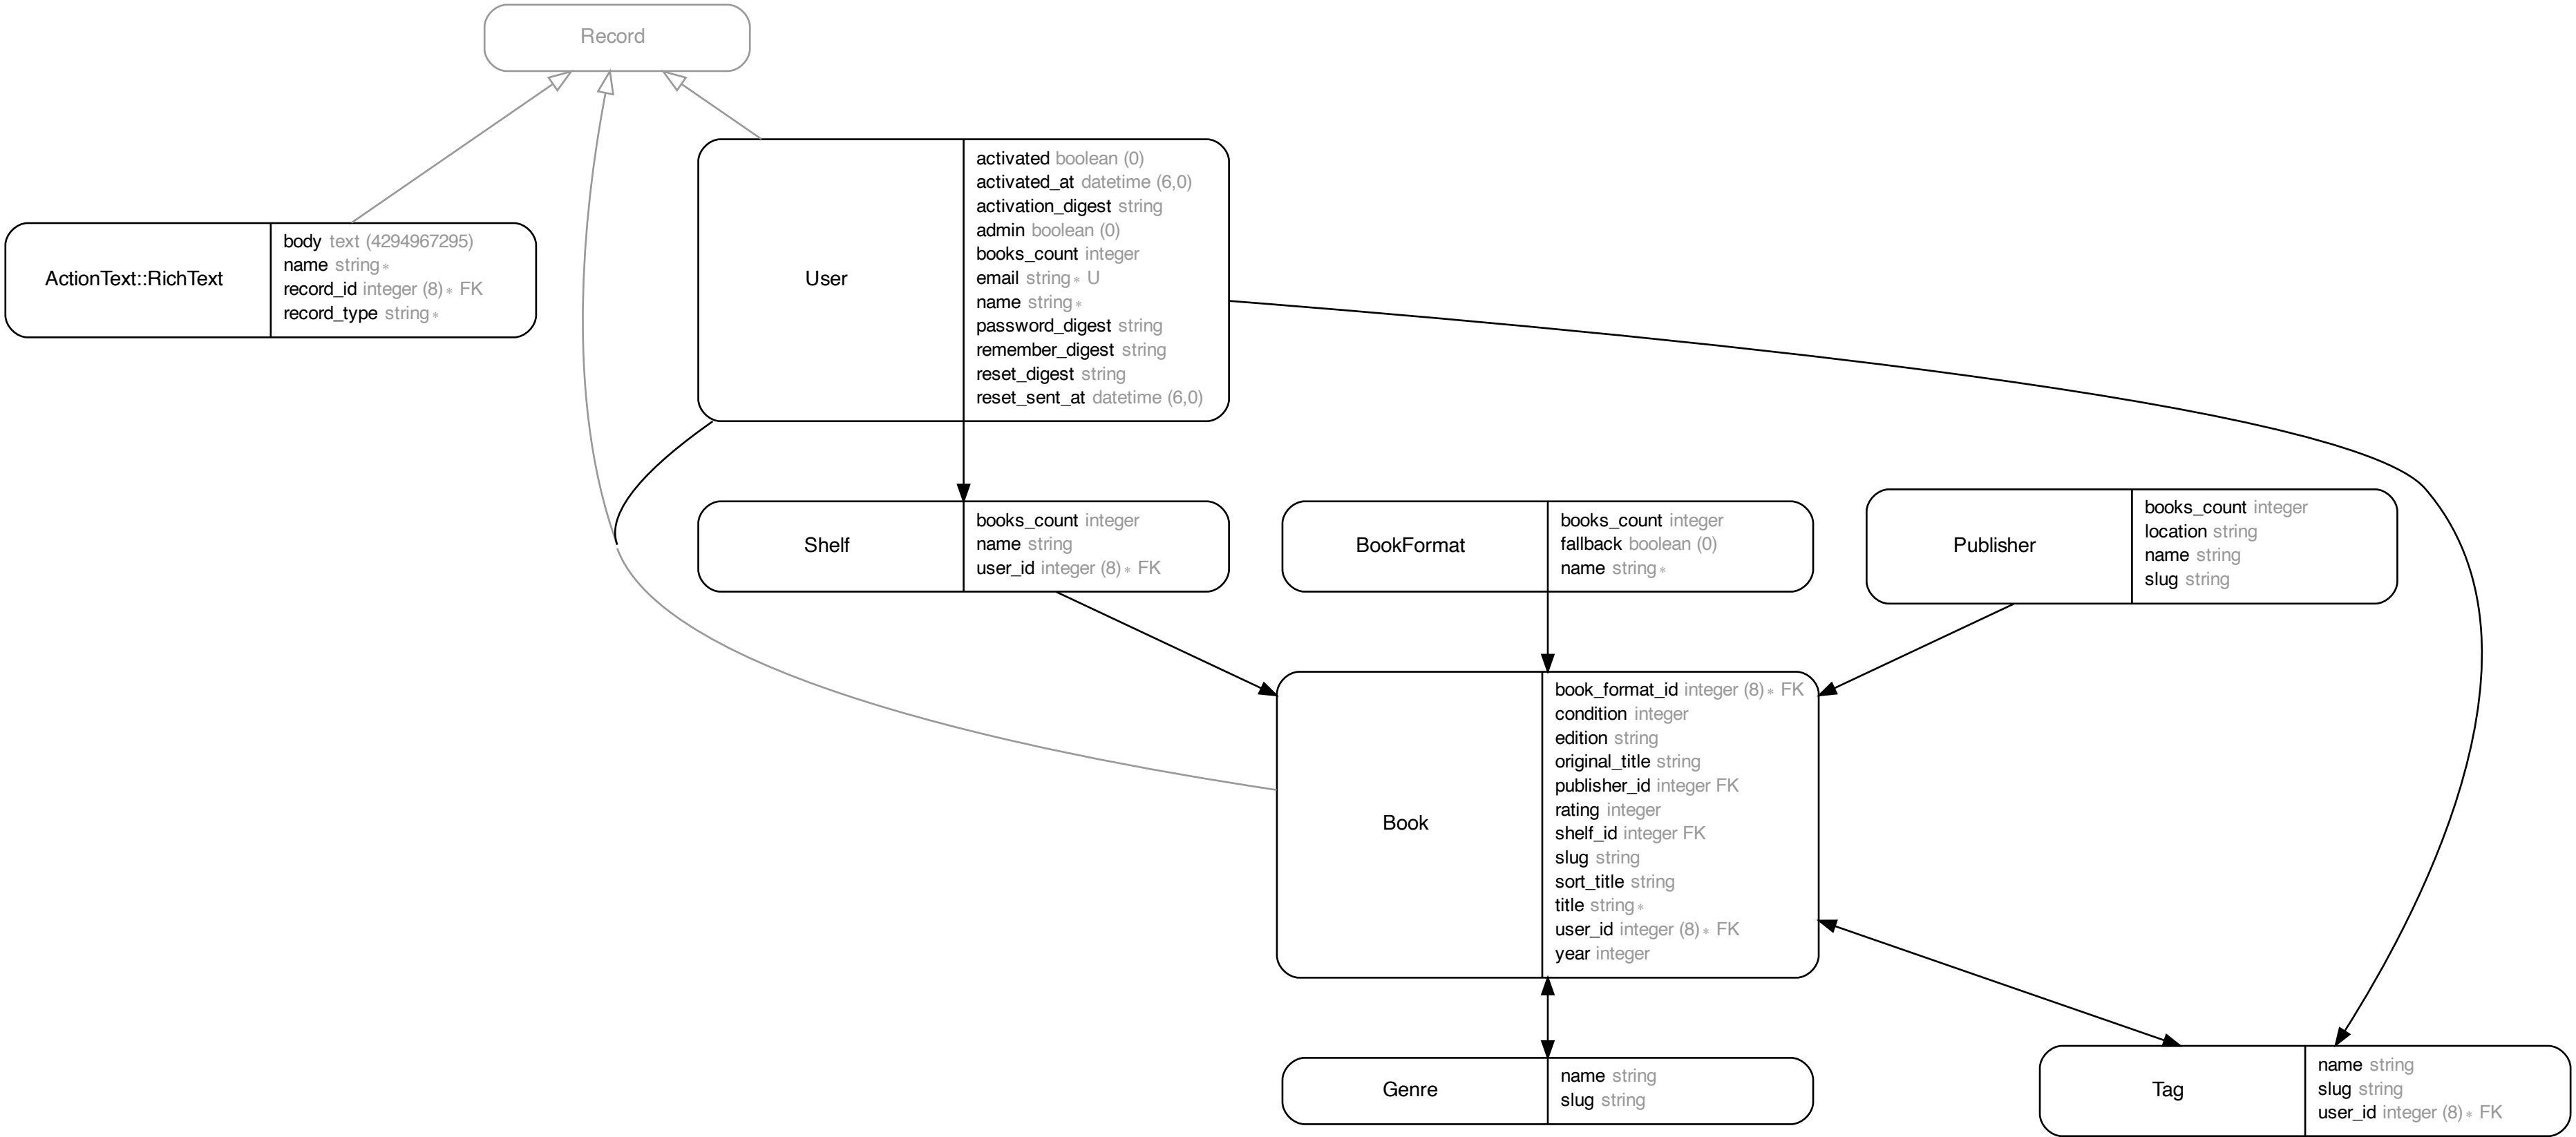 Record
ActionText::RichText
body text (4294967295)
name string∗
record_id integer (8)∗ FK
record_type string∗
User
activated boolean (0)
activated_at datetime (6,0)
activation_digest string
admin boolean (0)
books_count integer
email string∗ U
name string∗
password_digest string
remember_digest string
reset_digest string
reset_sent_at datetime (6,0)
Shelf
books_count integer
name string
user_id integer (8)∗ FK
BookFormat
books_count integer
fallback boolean (0)
name string∗
Publisher
books_count integer
location string
name string
slug string
Book
book_format_id integer (8)∗ FK
condition integer
edition string
original_title string
publisher_id integer FK
rating integer
shelf_id integer FK
slug string
sort_title string
title string∗
user_id integer (8)∗ FK
year integer
Genre
name string
slug string
Tag
name string
slug string
user_id integer (8)∗ FK